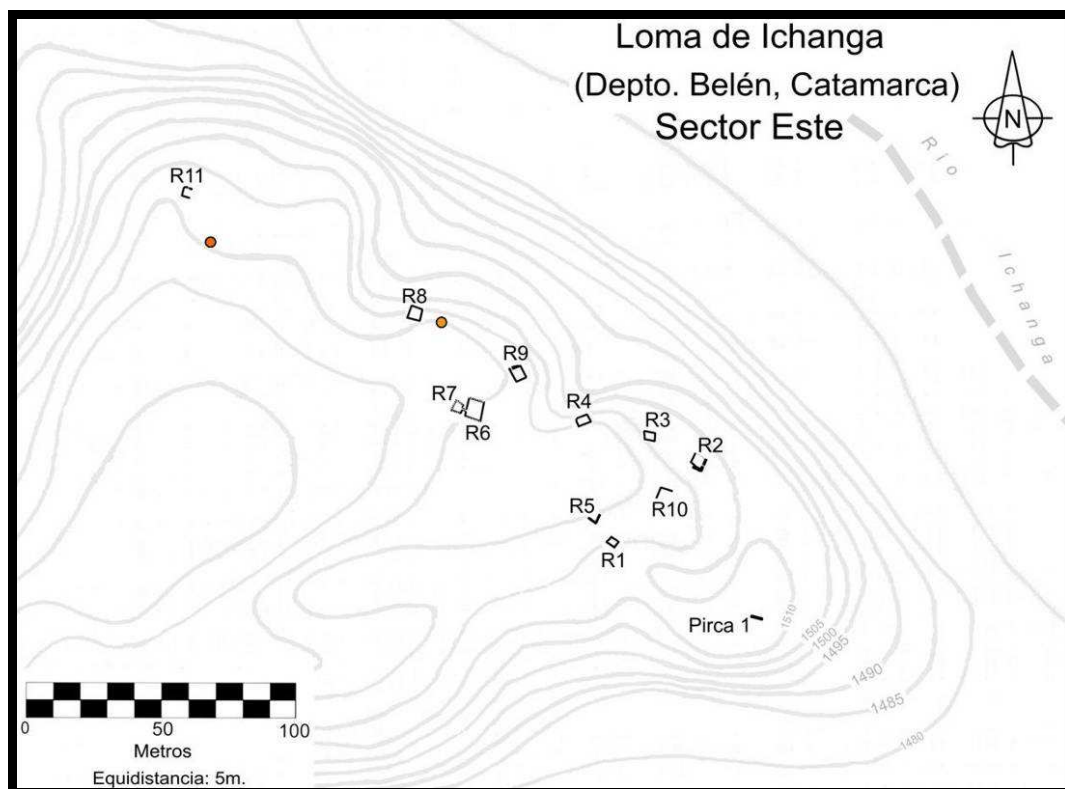 Loma de Ichanga
(Depto. Belén, Catamarca)
Sector Este
N
Río
Ichanga
R11
R8
R9
R7
R6
R4
R3
R2
R10
R5
R1
Pirca 1
1510
1505
1500
1495
1490
1485
1480
0 50 100
Metros
Equidistancia: 5m.